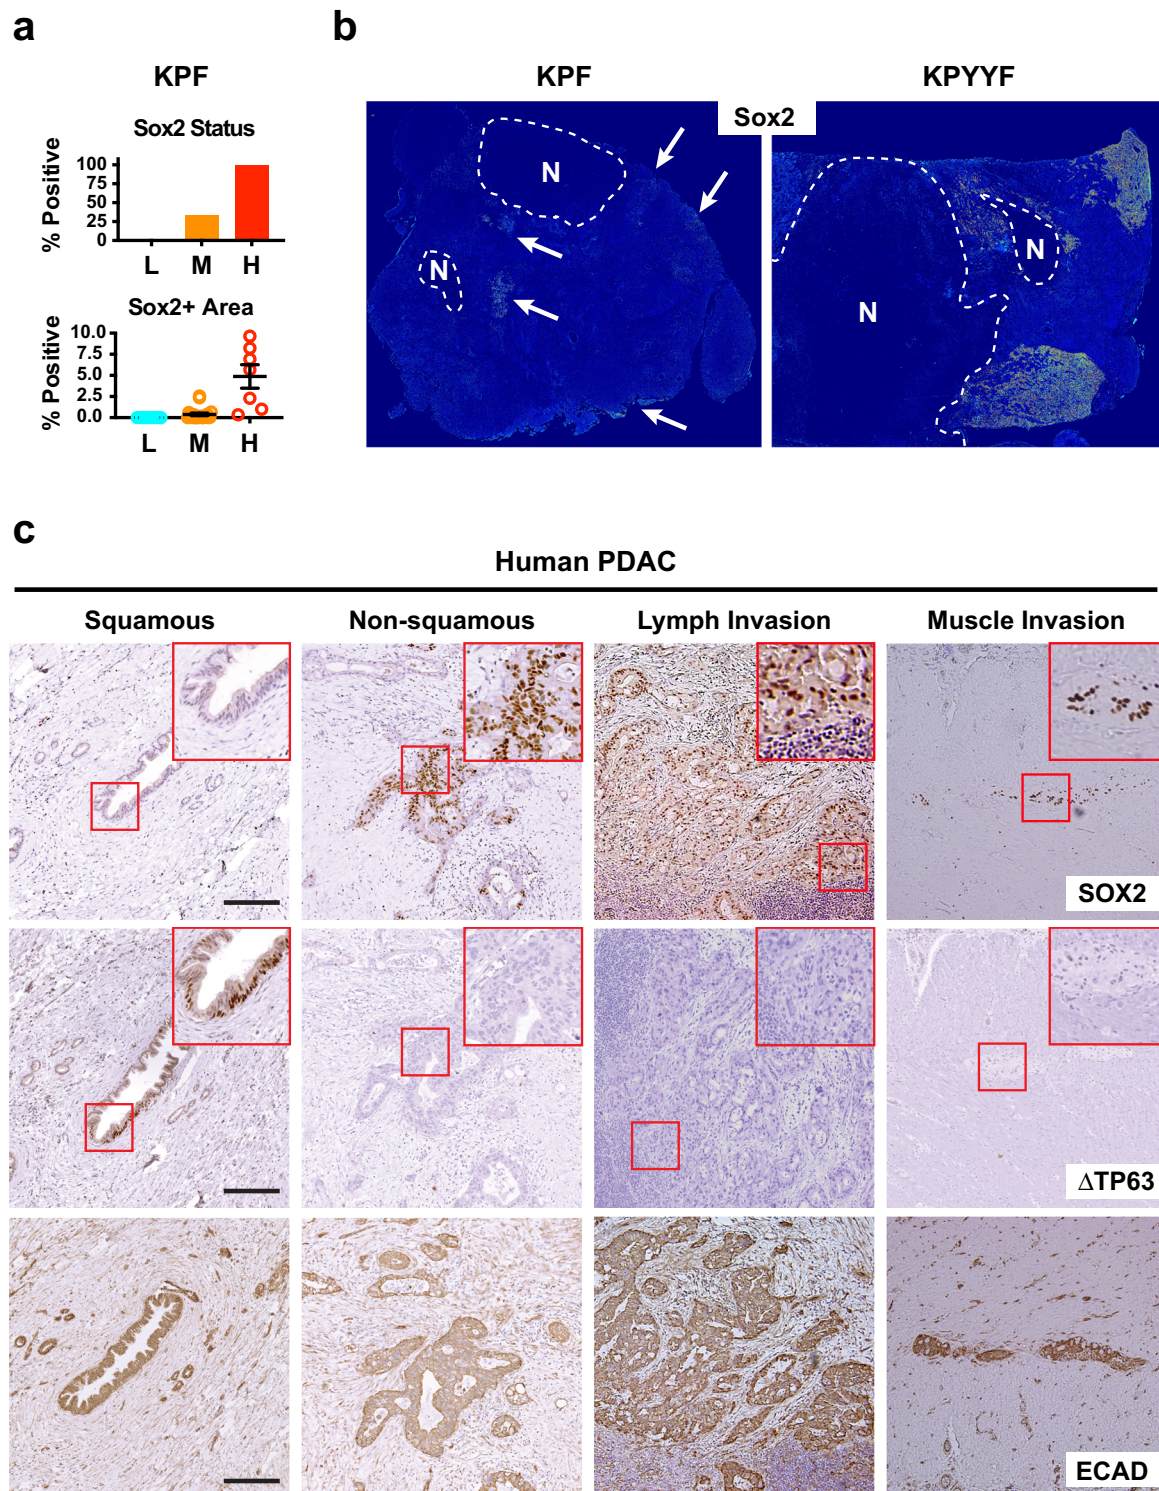 a
KPF
Sox2 Status
% Positive
100
75
50
25
0
L M H
Sox2+ Area
% Positive
10.0
7.5
5.0
2.5
0.0
L M H
b
KPF KPYYF
Sox2
N
N
N
N
c
Human PDAC
Squamous Non-squamous Lymph Invasion Muscle Invasion
SOX2
ΔTP63
ECAD